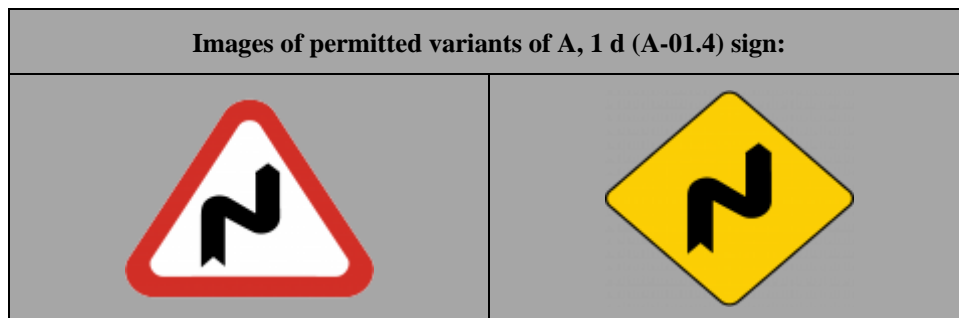 Images of permitted variants of A, 1 d (A-01.4) sign: